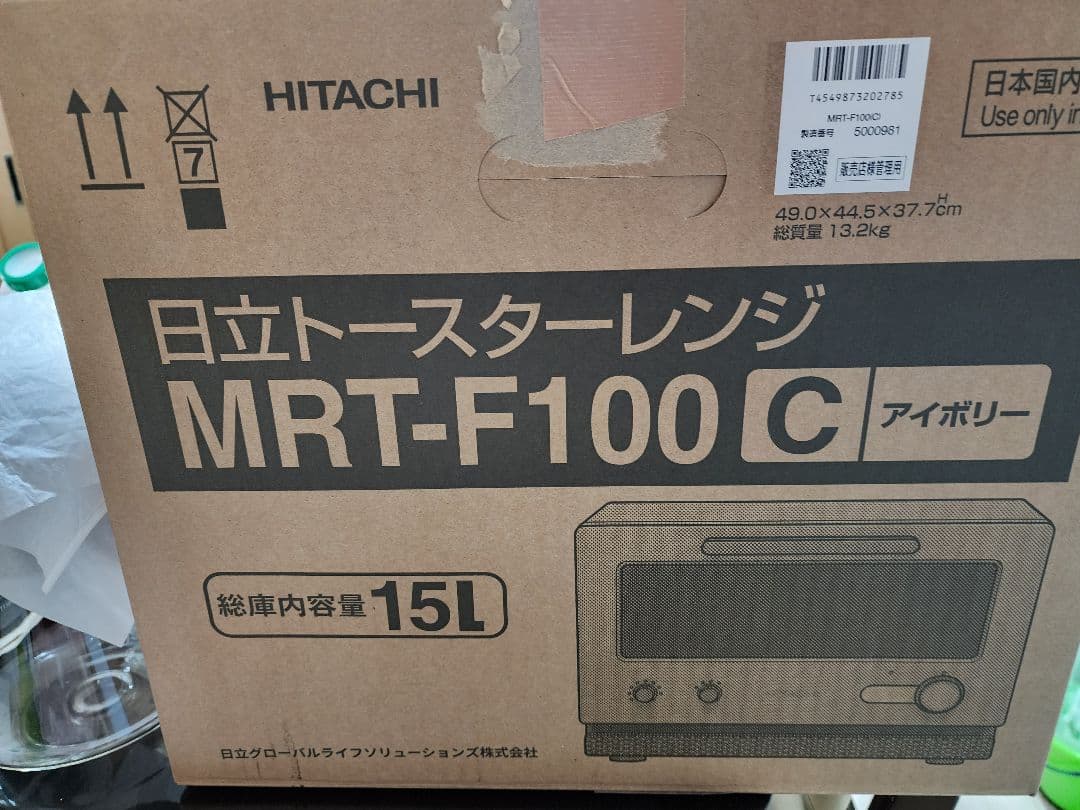 HITACHI
7
T4549873202785
MRT-F100(C)
製造番号 5000981
販売店様管理用
日本国内
Use only in
49.0×44.5×37.7cm
H
総質量 13.2kg
日立トースターレンジ
MRT-F100 C アイボリー
総庫内容量 15L
日立グローバルライフソリューションズ株式会社